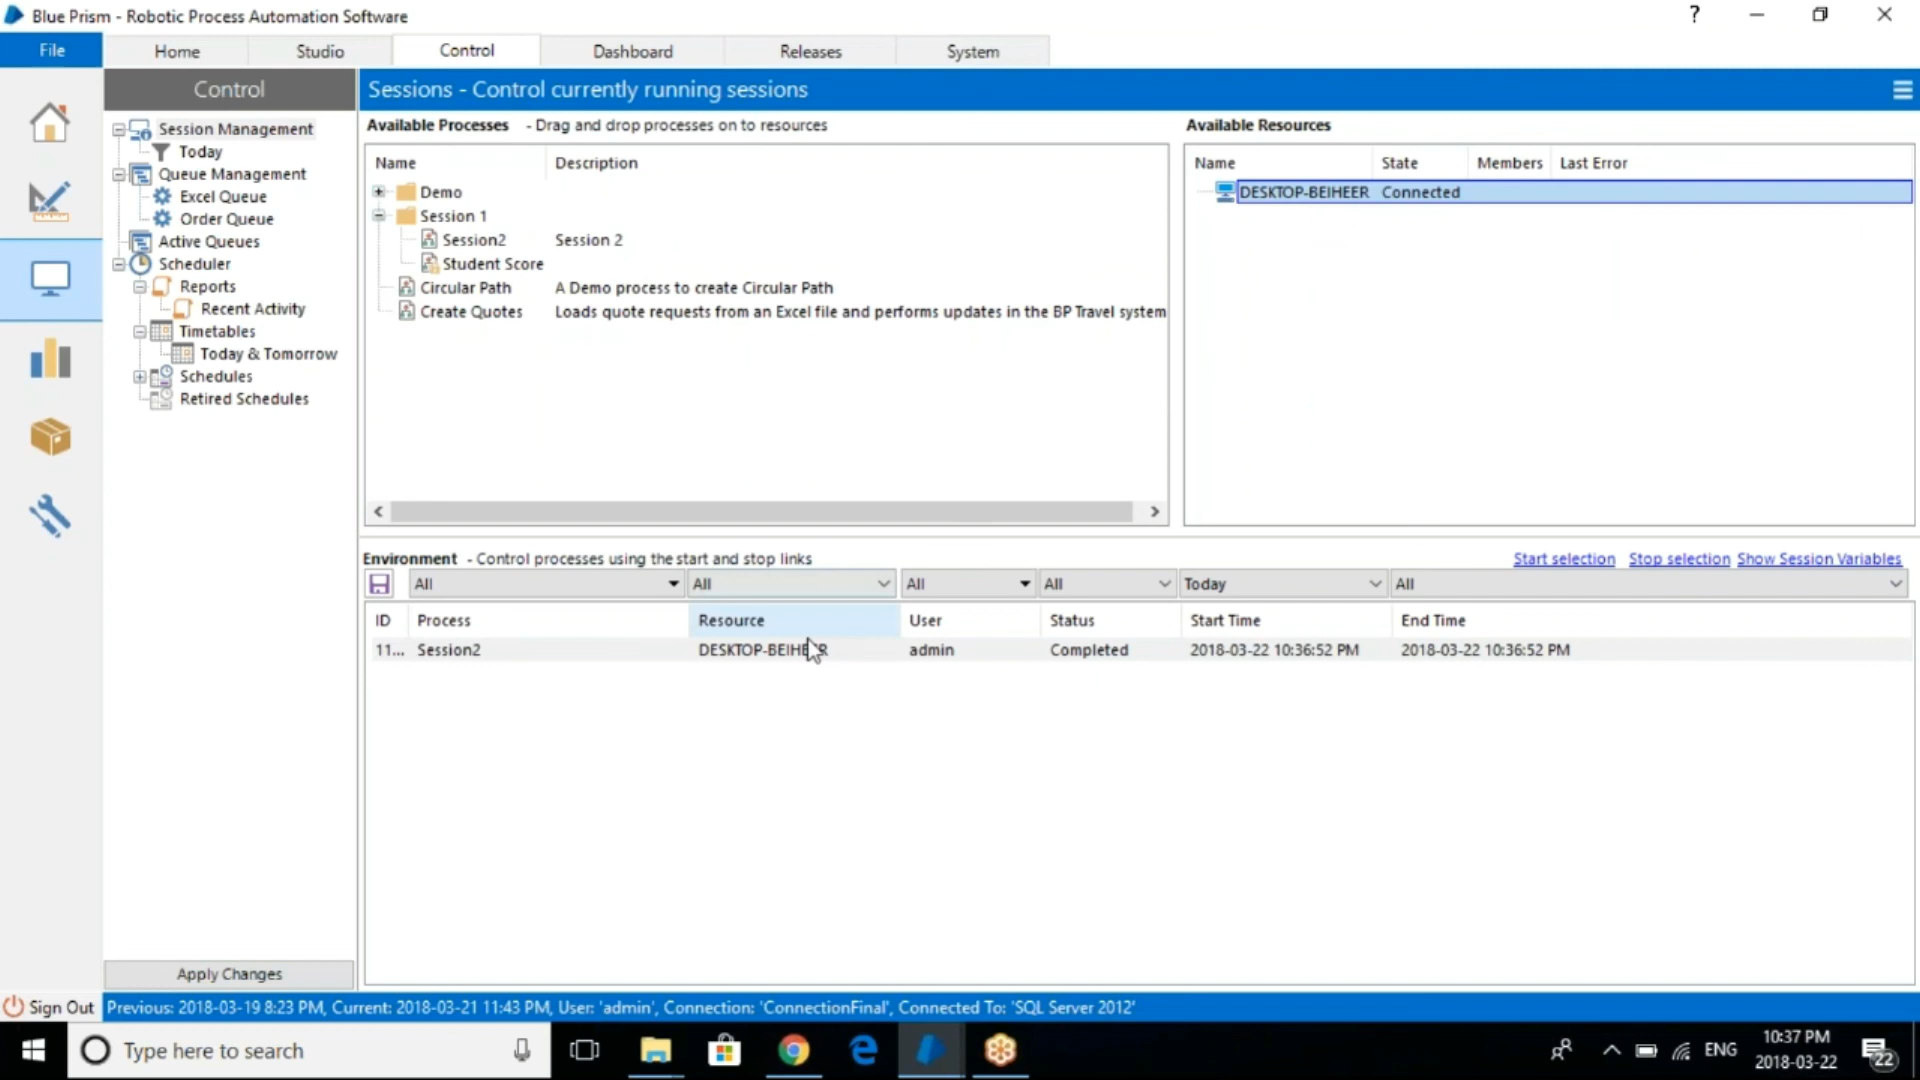 Blue Prism - Robotic Process Automation Software
?
File
Home
Studio
Control
Dashboard
Releases
System
Control
Sessions - Control currently running sessions
Session Management
Today
Queue Management
Excel Queue
Order Queue
Active Queues
Scheduler
Reports
Recent Activity
Timetables
Today & Tomorrow
Schedules
Retired Schedules
Apply Changes
Available Processes - Drag and drop processes on to resources
Name Description
Demo
Session 1
Session2 Session 2
Student Score
Circular Path A Demo process to create Circular Path
Create Quotes Loads quote requests from an Excel file and performs updates in the BP Travel system
Available Resources
Name State Members Last Error
DESKTOP-BEIHEER Connected
Environment - Control processes using the start and stop links
Start selection Stop selection Show Session Variables
All All All All Today All
ID Process Resource User Status Start Time End Time
11... Session2 DESKTOP-BEIHEER admin Completed 2018-03-22 10:36:52 PM 2018-03-22 10:36:52 PM
Sign Out Previous: 2018-03-19 8:23 PM, Current: 2018-03-21 11:43 PM, User: 'admin', Connection: 'ConnectionFinal', Connected To: 'SQL Server 2012'
Type here to search
ENG
10:37 PM
2018-03-22
22